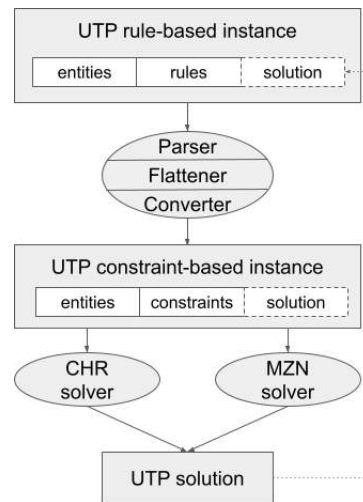 UTP rule-based instance
entities rules solution
Parser
Flattener
Converter
UTP constraint-based instance
entities constraints solution
CHR
solver
MZN
solver
UTP solution